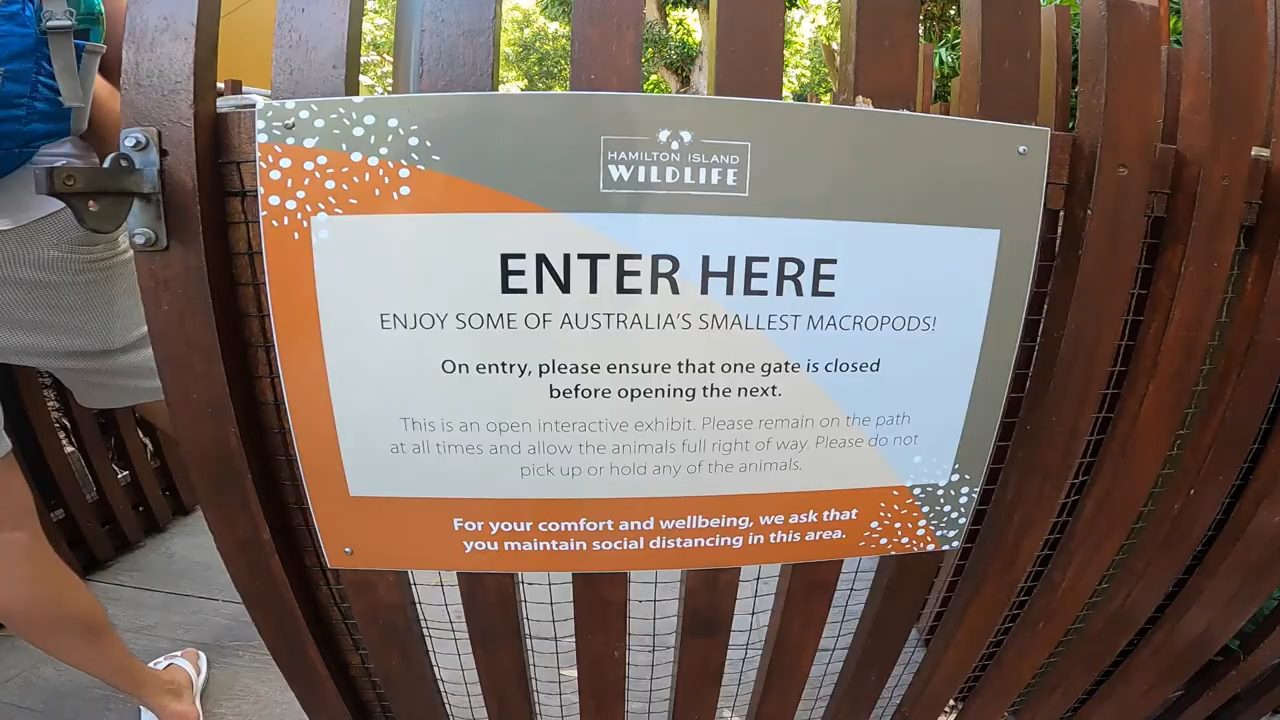 HAMILTON ISLAND
WILDLIFE
ENTER HERE
ENJOY SOME OF AUSTRALIA'S SMALLEST MACROPODS!
On entry, please ensure that one gate is closed
before opening the next.
This is an open interactive exhibit. Please remain on the path
at all times and allow the animals full right of way. Please do not
pick up or hold any of the animals.
For your comfort and wellbeing, we ask that
you maintain social distancing in this area.